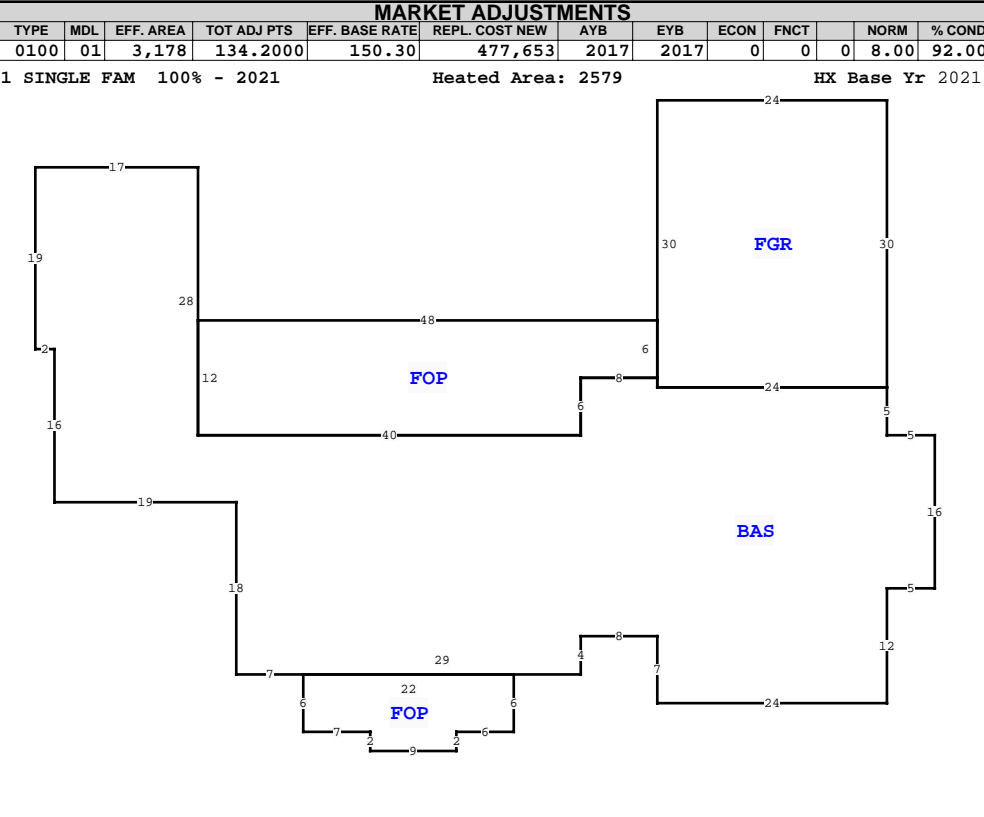 MARKET ADJUSTMENTS
TYPE MDL EFF. AREA TOT ADJ PTS EFF. BASE RATE REPL. COST NEW AYB EYB ECON FNCT NORM % COND
0100 01 3,178 134.2000 150.30 477,653 2017 2017 0 0 0 8.00 92.00
1 SINGLE FAM 100% - 2021 Heated Area: 2579 HX Base Yr 2021
24
17
30 FGR 30
19
28
48
2 6
12 FOP 8
24
6 5
16 40 5
19
16
BAS
18 5
8
12
29 4
7 7
22
6 FOP 6 24
7 2 2 6
9